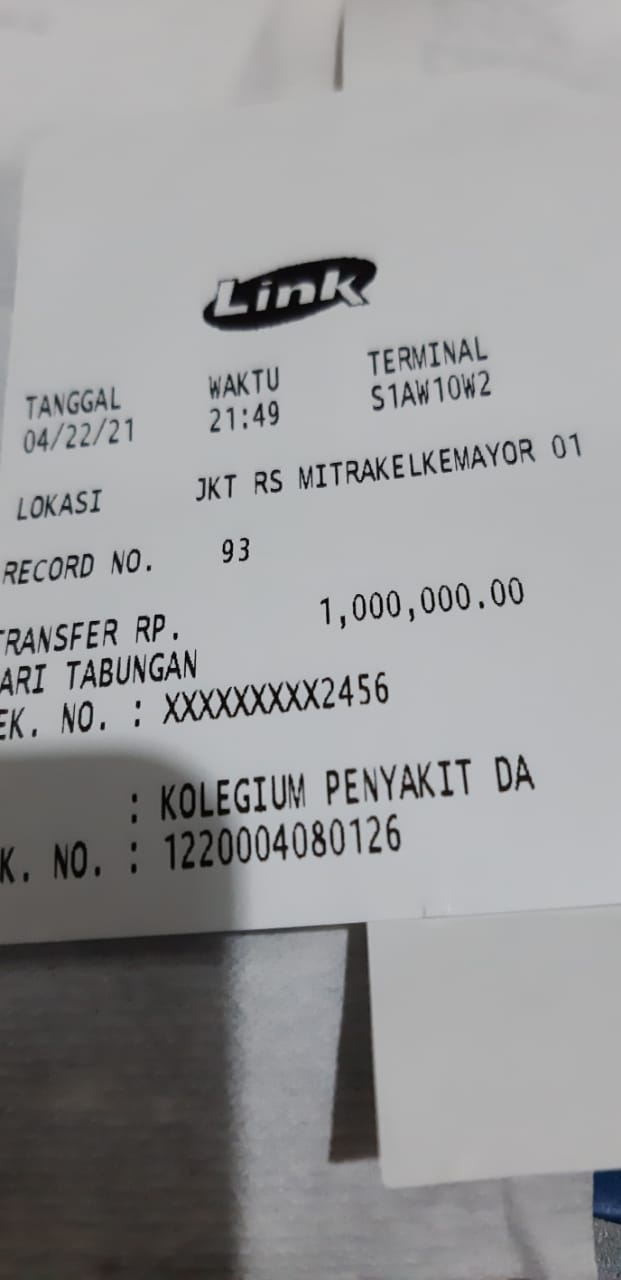 Link
TANGGAL WAKTU TERMINAL
04/22/21 21:49 S1AW10W2
LOKASI JKT RS MITRAKELKEMAYOR 01
RECORD NO. 93
TRANSFER RP. 1,000,000.00
ARI TABUNGAN
EK. NO. : XXXXXXXXX2456
: KOLEGIUM PENYAKIT DA
K. NO. : 1220004080126